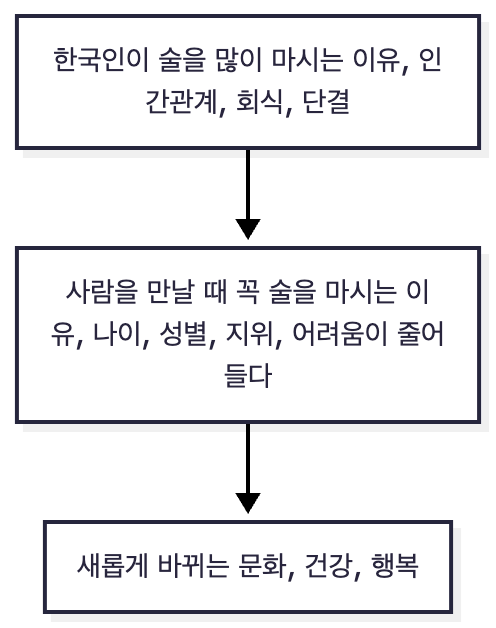 한국인이 술을 많이 마시는 이유, 인
간관계, 회식, 단결
사람을 만날 때 꼭 술을 마시는 이
유, 나이, 성별, 지위, 어려움이 줄어
들다
새롭게 바뀌는 문화, 건강, 행복